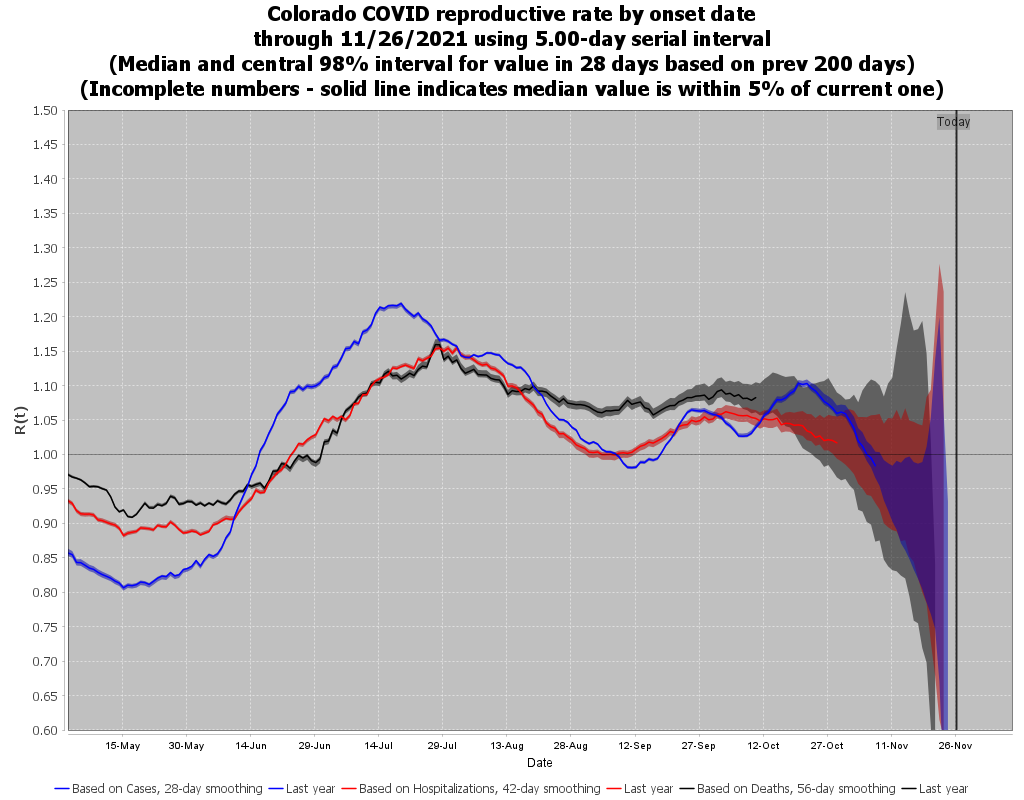 Colorado COVID reproductive rate by onset date
through 11/26/2021 using 5.00-day serial interval
(Median and central 98% interval for value in 28 days based on prev 200 days)
(Incomplete numbers - solid line indicates median value is within 5% of current one)
Today
1.50
1.45
1.40
1.35
1.30
1.25
1.20
1.15
1.10
1.05
1.00
0.95
0.90
0.85
0.80
0.75
0.70
0.65
0.60
R(t)
15-May 30-May 14-Jun 29-Jun 14-Jul 29-Jul 13-Aug 28-Aug 12-Sep 27-Sep 12-Oct 27-Oct 11-Nov 26-Nov
Date
Based on Cases, 28-day smoothing Last year Based on Hospitalizations, 42-day smoothing Last year Based on Deaths, 56-day smoothing Last year